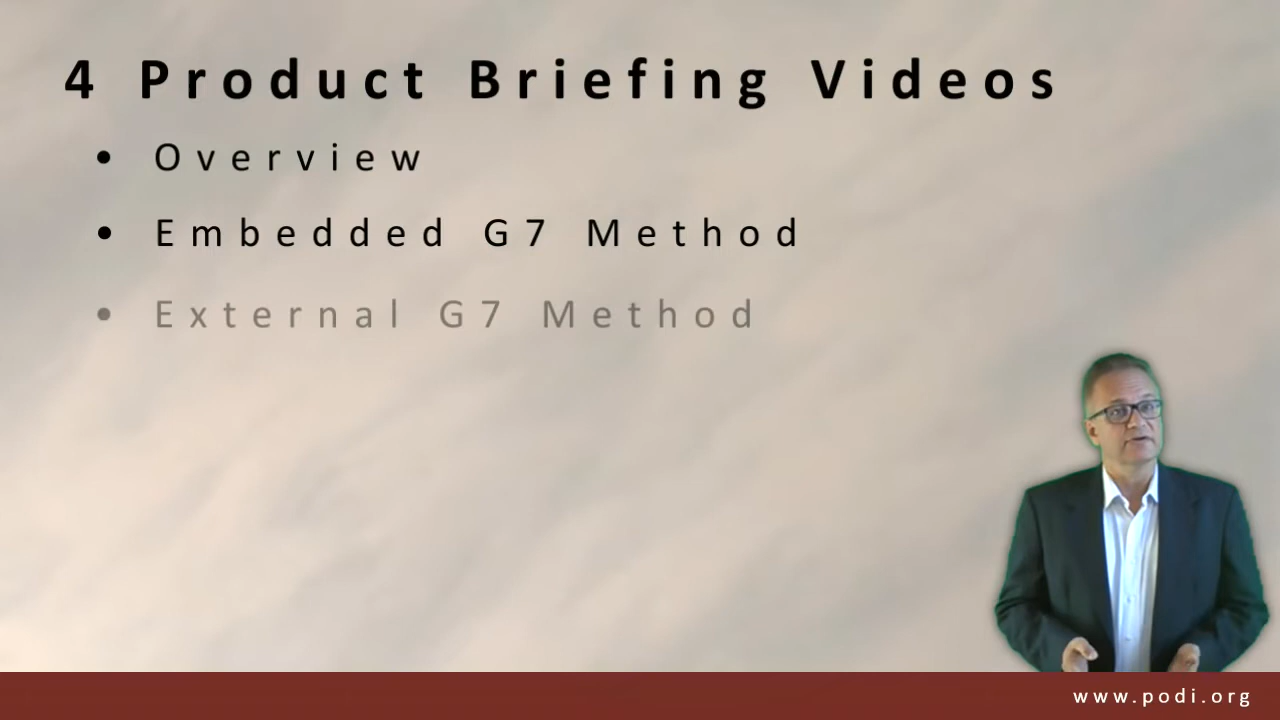 4 Product Briefing Videos
• Overview
• Embedded G7 Method
• External G7 Method
www.podi.org